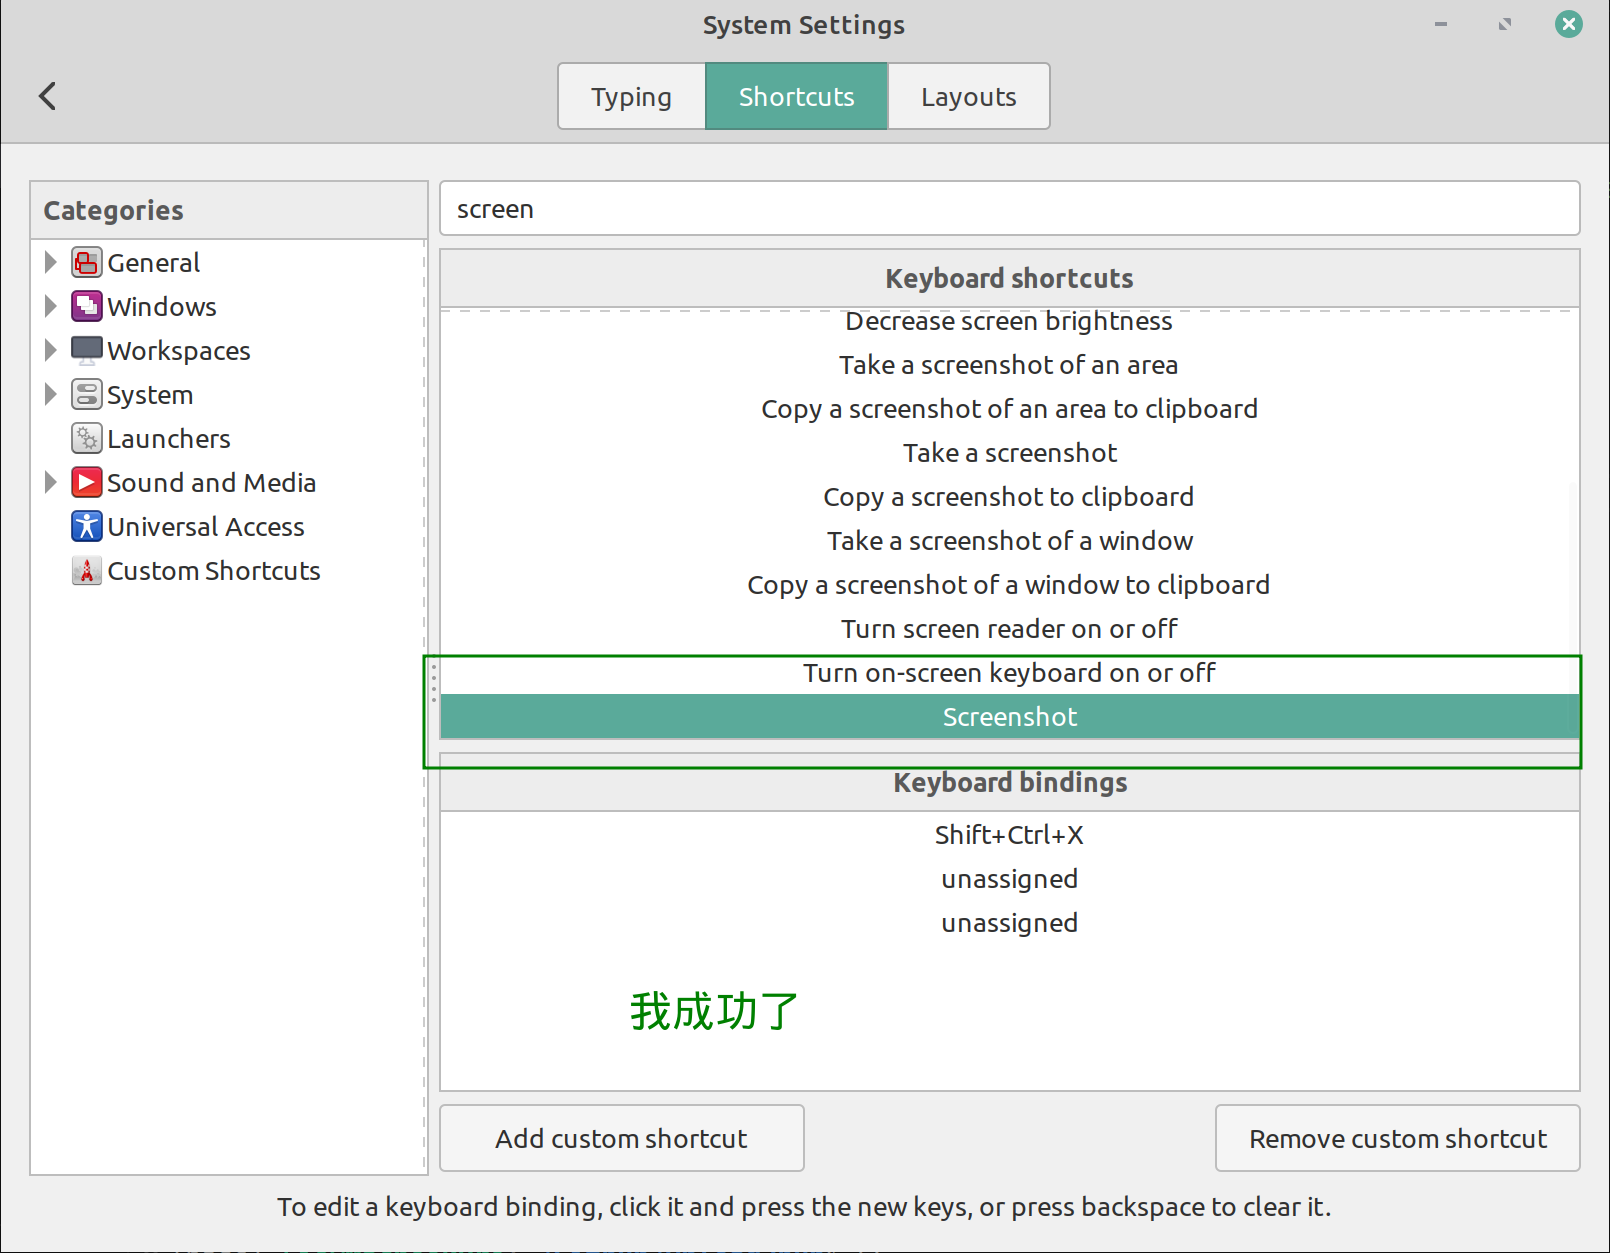 System Settings
Typing
Shortcuts
Layouts
Categories
General
Windows
Workspaces
System
Launchers
Sound and Media
Universal Access
Custom Shortcuts
screen
Keyboard shortcuts
Decrease screen brightness
Take a screenshot of an area
Copy a screenshot of an area to clipboard
Take a screenshot
Copy a screenshot to clipboard
Take a screenshot of a window
Copy a screenshot of a window to clipboard
Turn screen reader on or off
Turn on-screen keyboard on or off
Screenshot
Keyboard bindings
Shift+Ctrl+X
unassigned
unassigned
我成功了
Add custom shortcut
Remove custom shortcut
To edit a keyboard binding, click it and press the new keys, or press backspace to clear it.